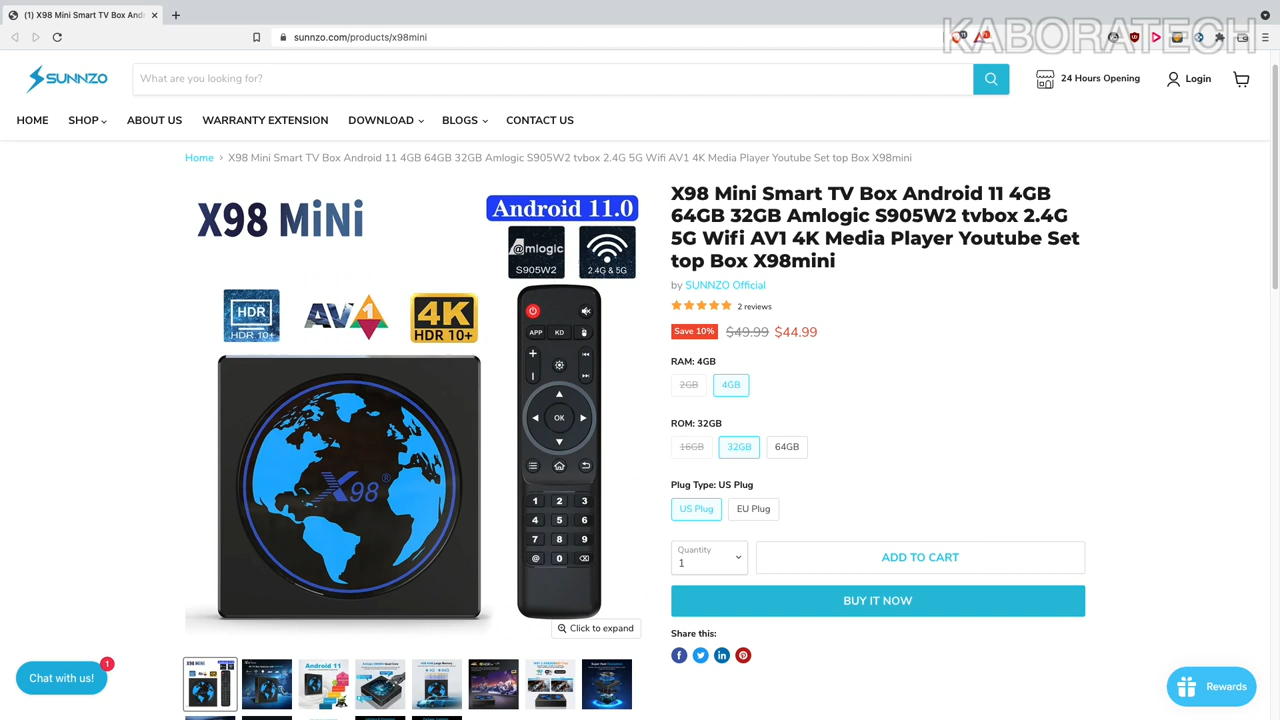 (1) X98 Mini Smart TV Box And
sunnzo.com/products/x98mini
KABORATECH
SUNNZO
What are you looking for?
24 Hours Opening
Login
HOME
SHOP
ABOUT US
WARRANTY EXTENSION
DOWNLOAD
BLOGS
CONTACT US
Home > X98 Mini Smart TV Box Android 11 4GB 64GB 32GB Amlogic S905W2 tvbox 2.4G 5G Wifi AV1 4K Media Player Youtube Set top Box X98mini
X98 MiNi
Android 11.0
@mlogic
S905W2
2.4G & 5G
HDR
HDR 10+
AV1
4K
HDR 10+
APP
KD
OK
1 2 3
4 5 6
7 8 9
@ 0
X98®
Click to expand
X98 Mini Smart TV Box Android 11 4GB
64GB 32GB Amlogic S905W2 tvbox 2.4G
5G Wifi AV1 4K Media Player Youtube Set
top Box X98mini
by SUNNZO Official
2 reviews
Save 10% $49.99 $44.99
RAM: 4GB
2GB 4GB
ROM: 32GB
16GB 32GB 64GB
Plug Type: US Plug
US Plug EU Plug
Quantity
1
ADD TO CART
BUY IT NOW
Share this:
X98 MiNi
Android 11
Chat with us!
1
Rewards